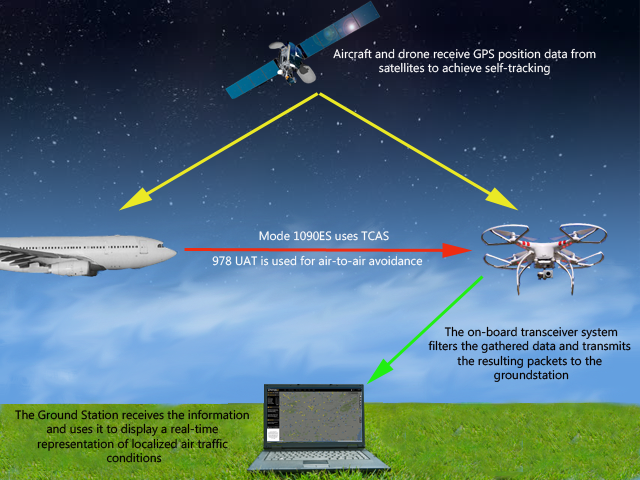 Aircraft and drone receive GPS position data from
satellites to achieve self-tracking
Mode 1090ES uses TCAS
978 UAT is used for air-to-air avoidance
The on-board transceiver system
filters the gathered data and transmits
the resulting packets to the
groundstation
The Ground Station receives the information
and uses it to display a real-time
representation of localized air traffic
conditions